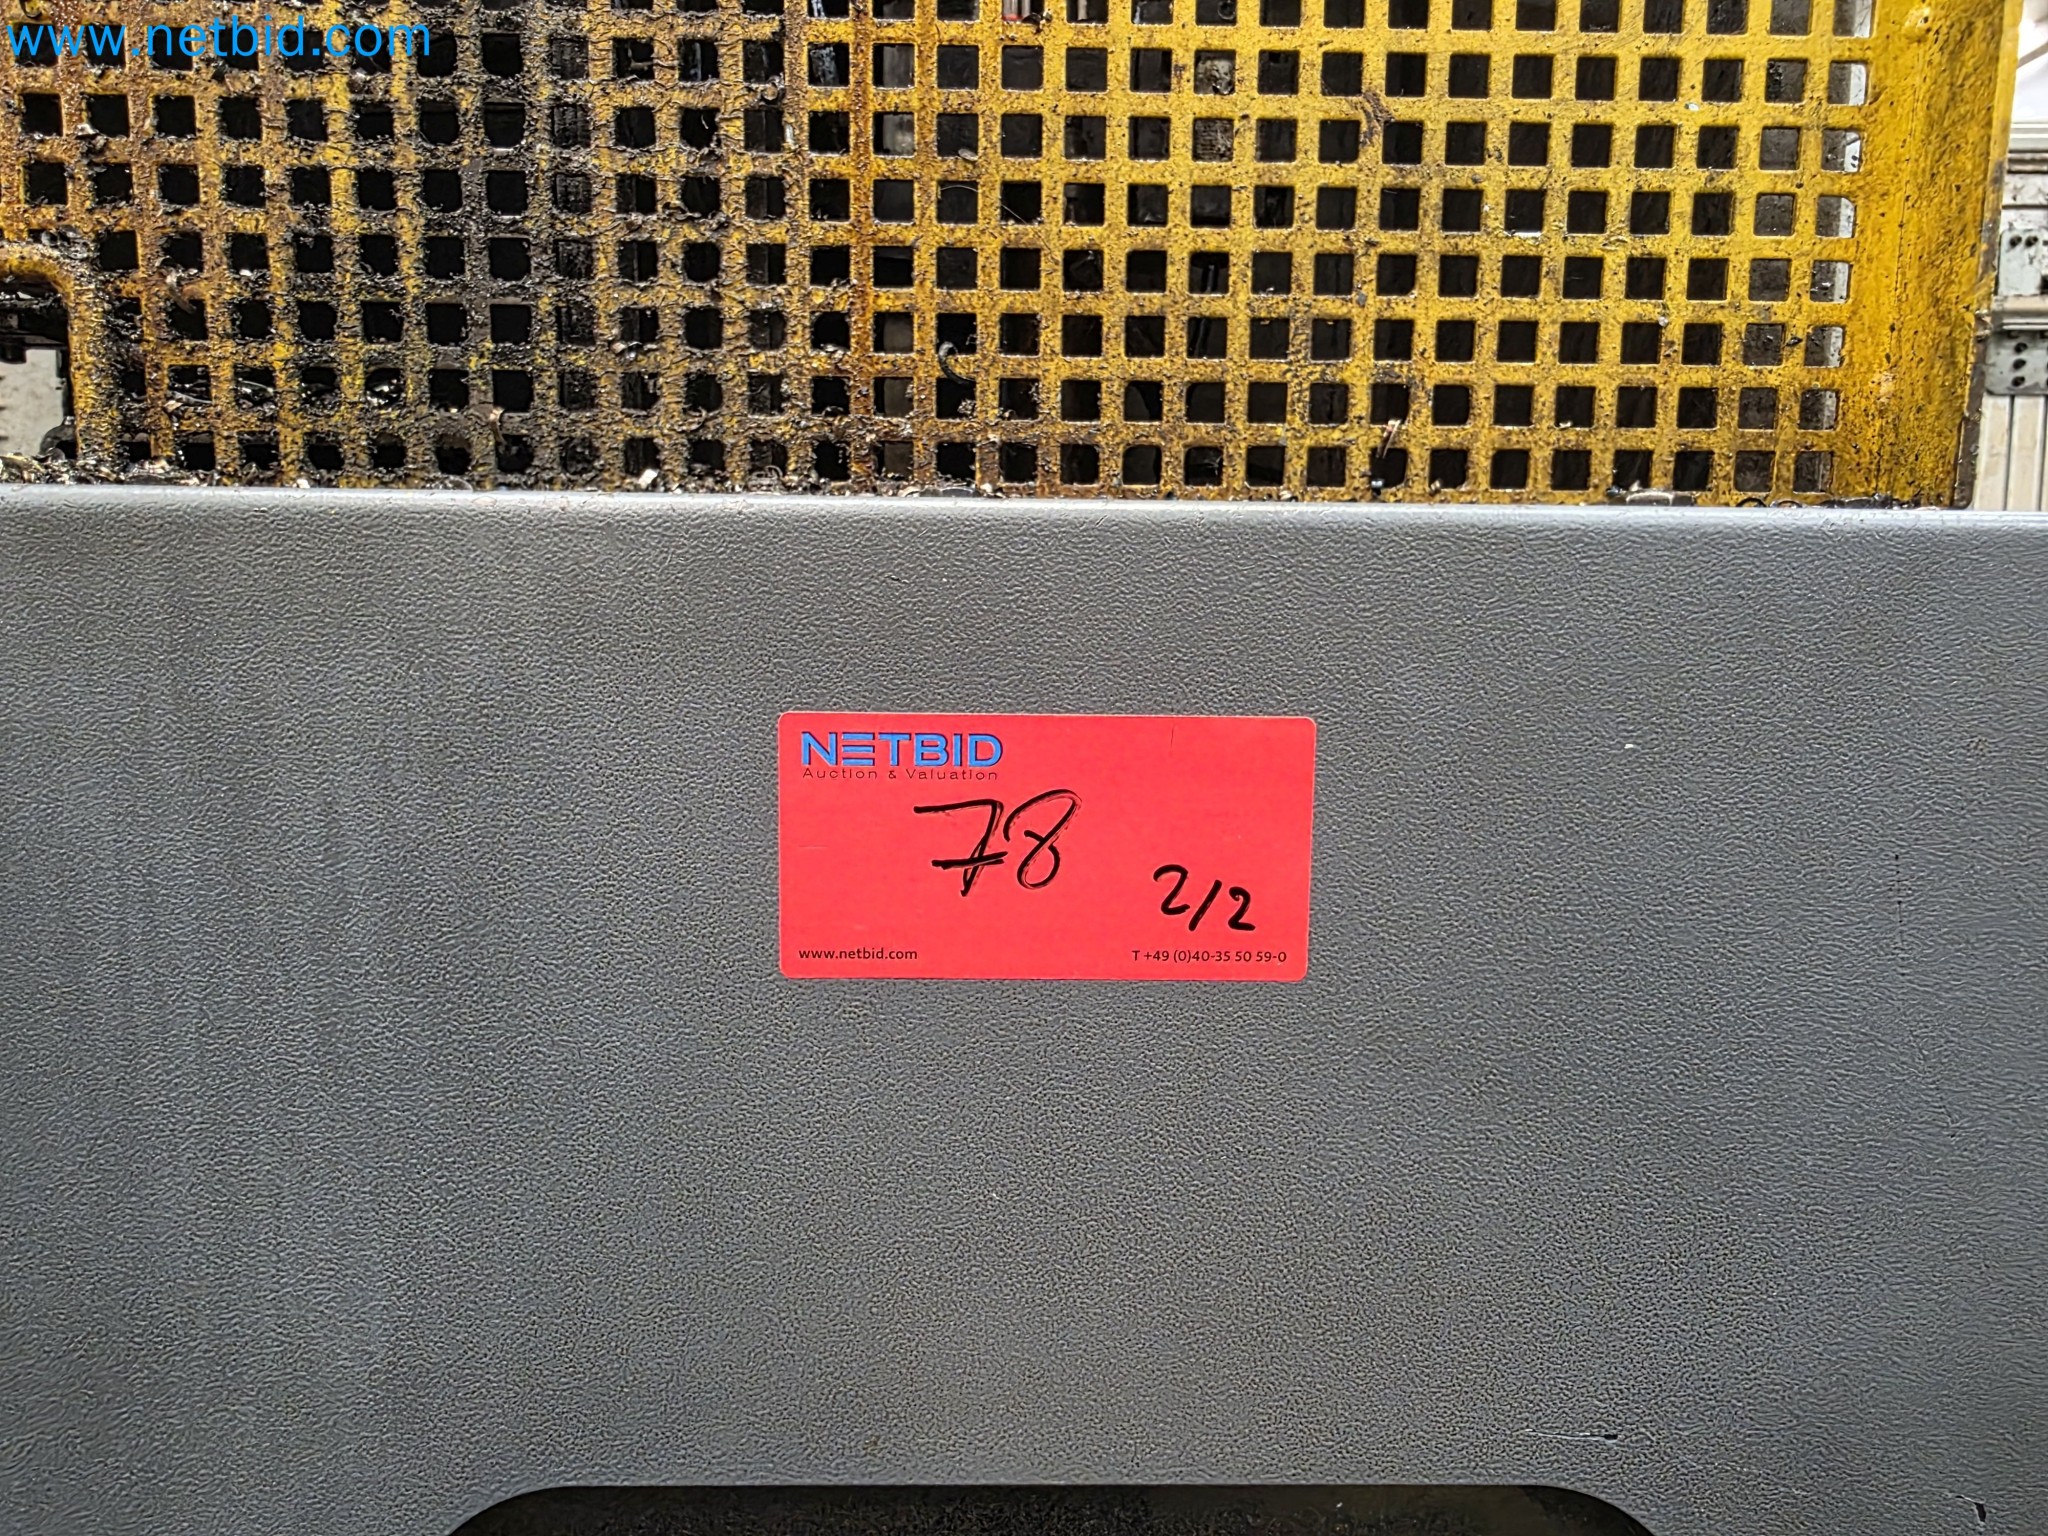 www.netbid.com
NETBID
Auction & Valuation
78
2/2
www.netbid.com T +49 (0)40-35 50 59-0